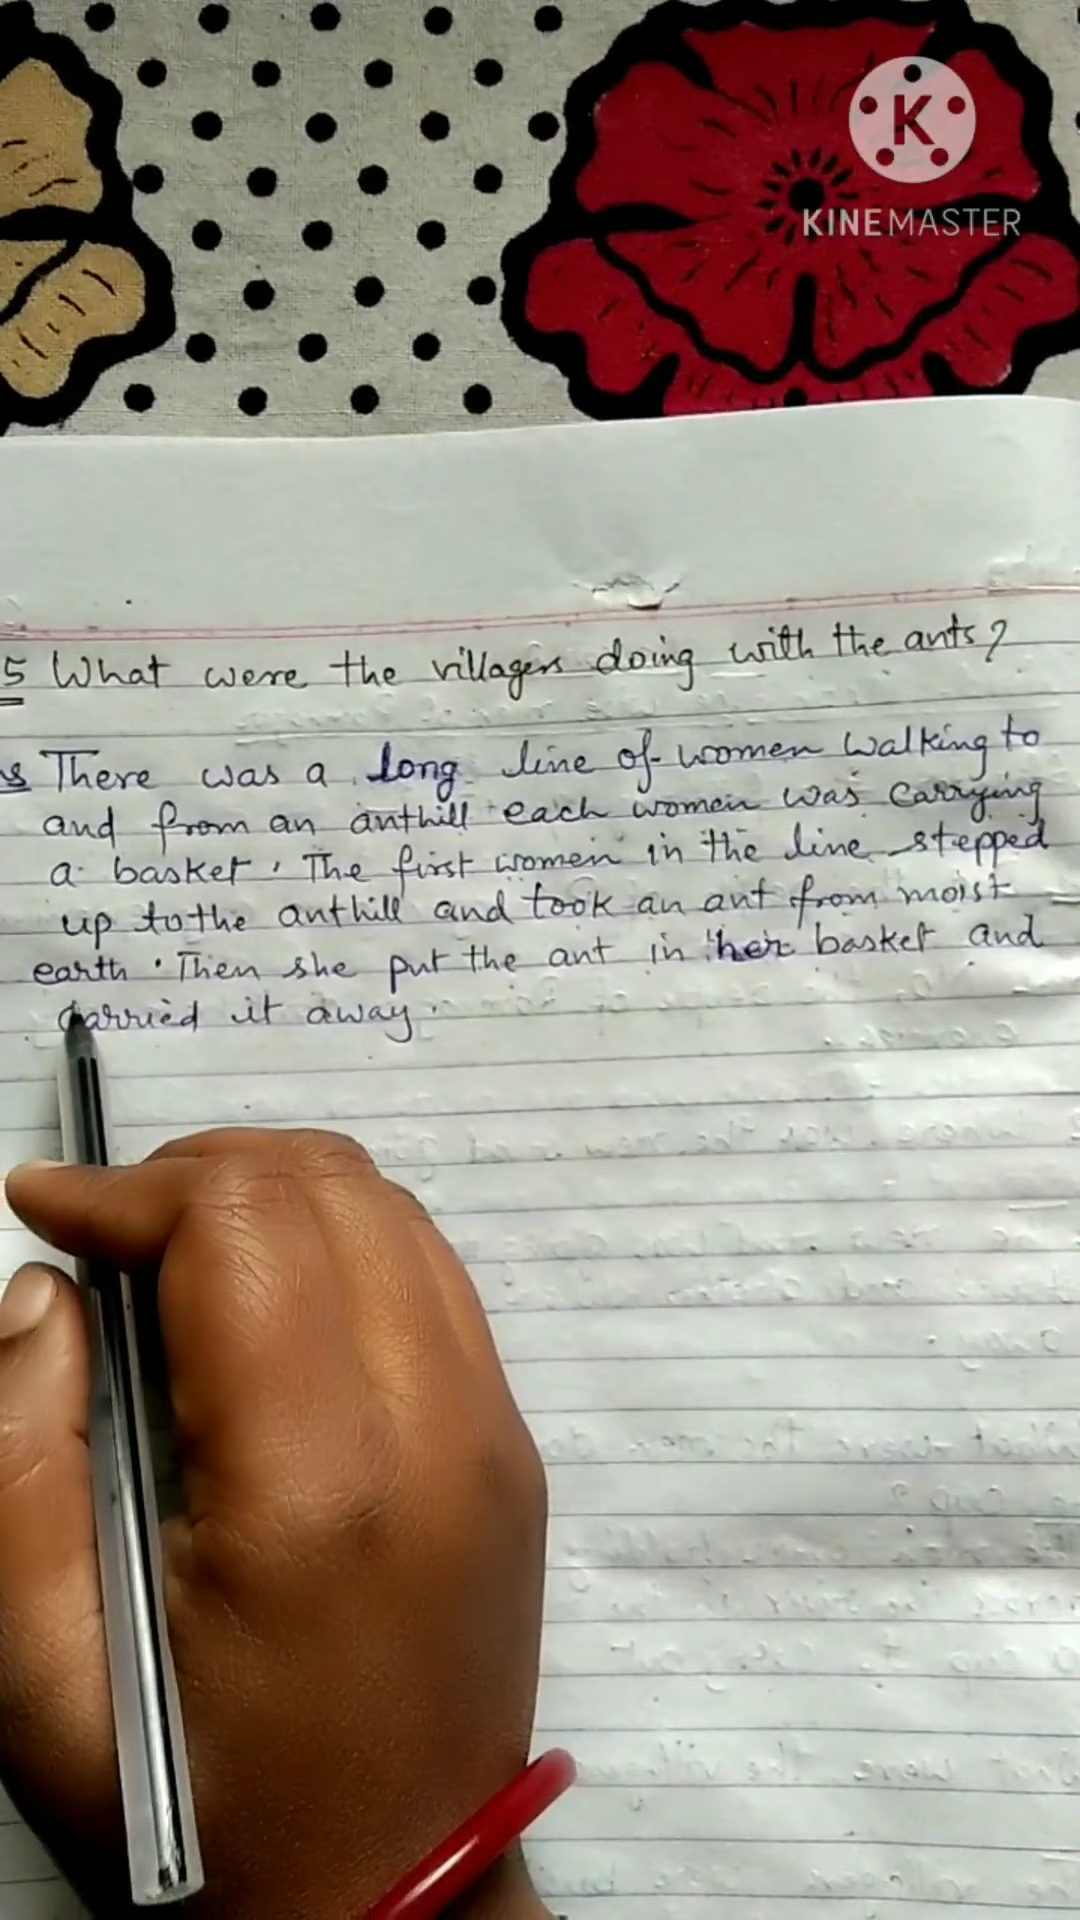 K
KINEMASTER
5 What were the villagers doing with the ants?
s There was a long line of women walking to
and from an anthill each women was carrying
a basket. The first women in the line stepped
up to the anthill and took an ant from moist
earth. Then she put the ant in her basket and
carried it away.